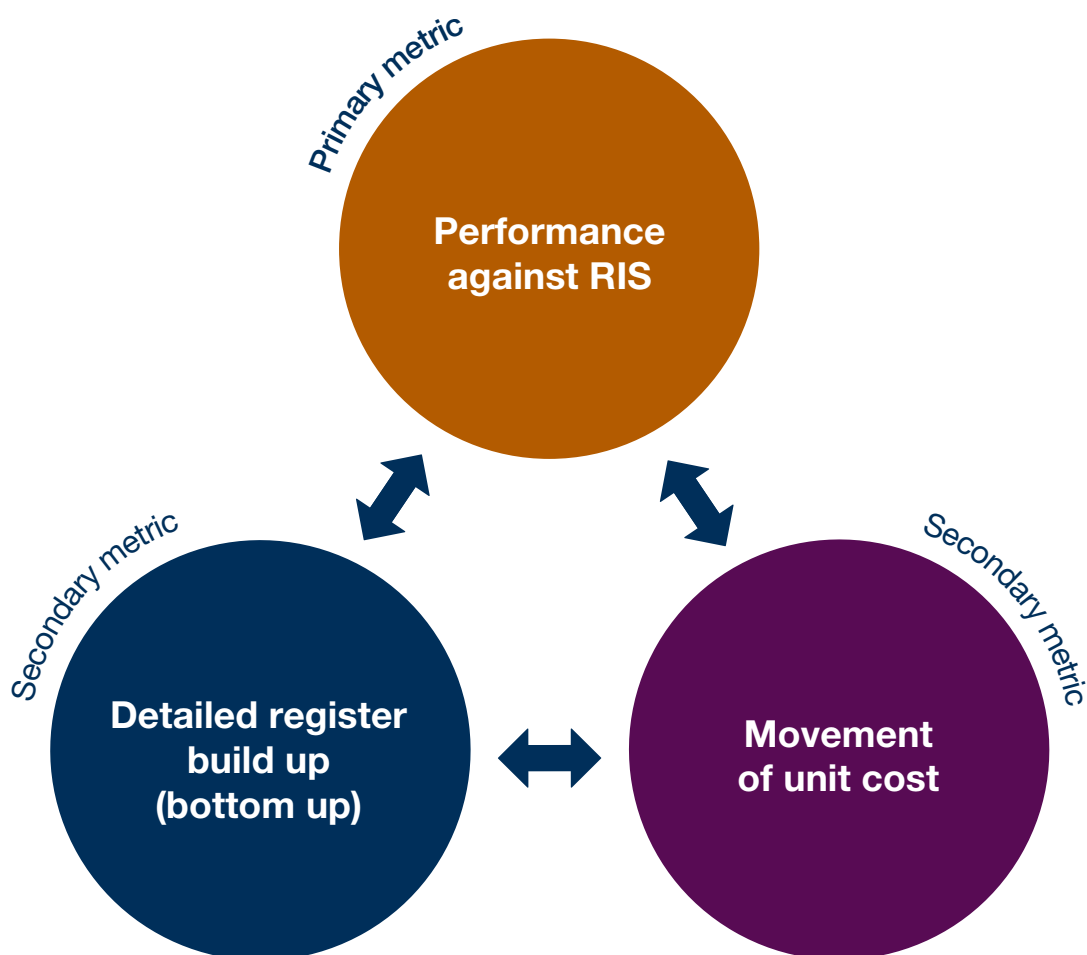 Primary metric
Performance
against RIS
Secondary metric
Detailed register
build up
(bottom up)
Secondary metric
Movement
of unit cost